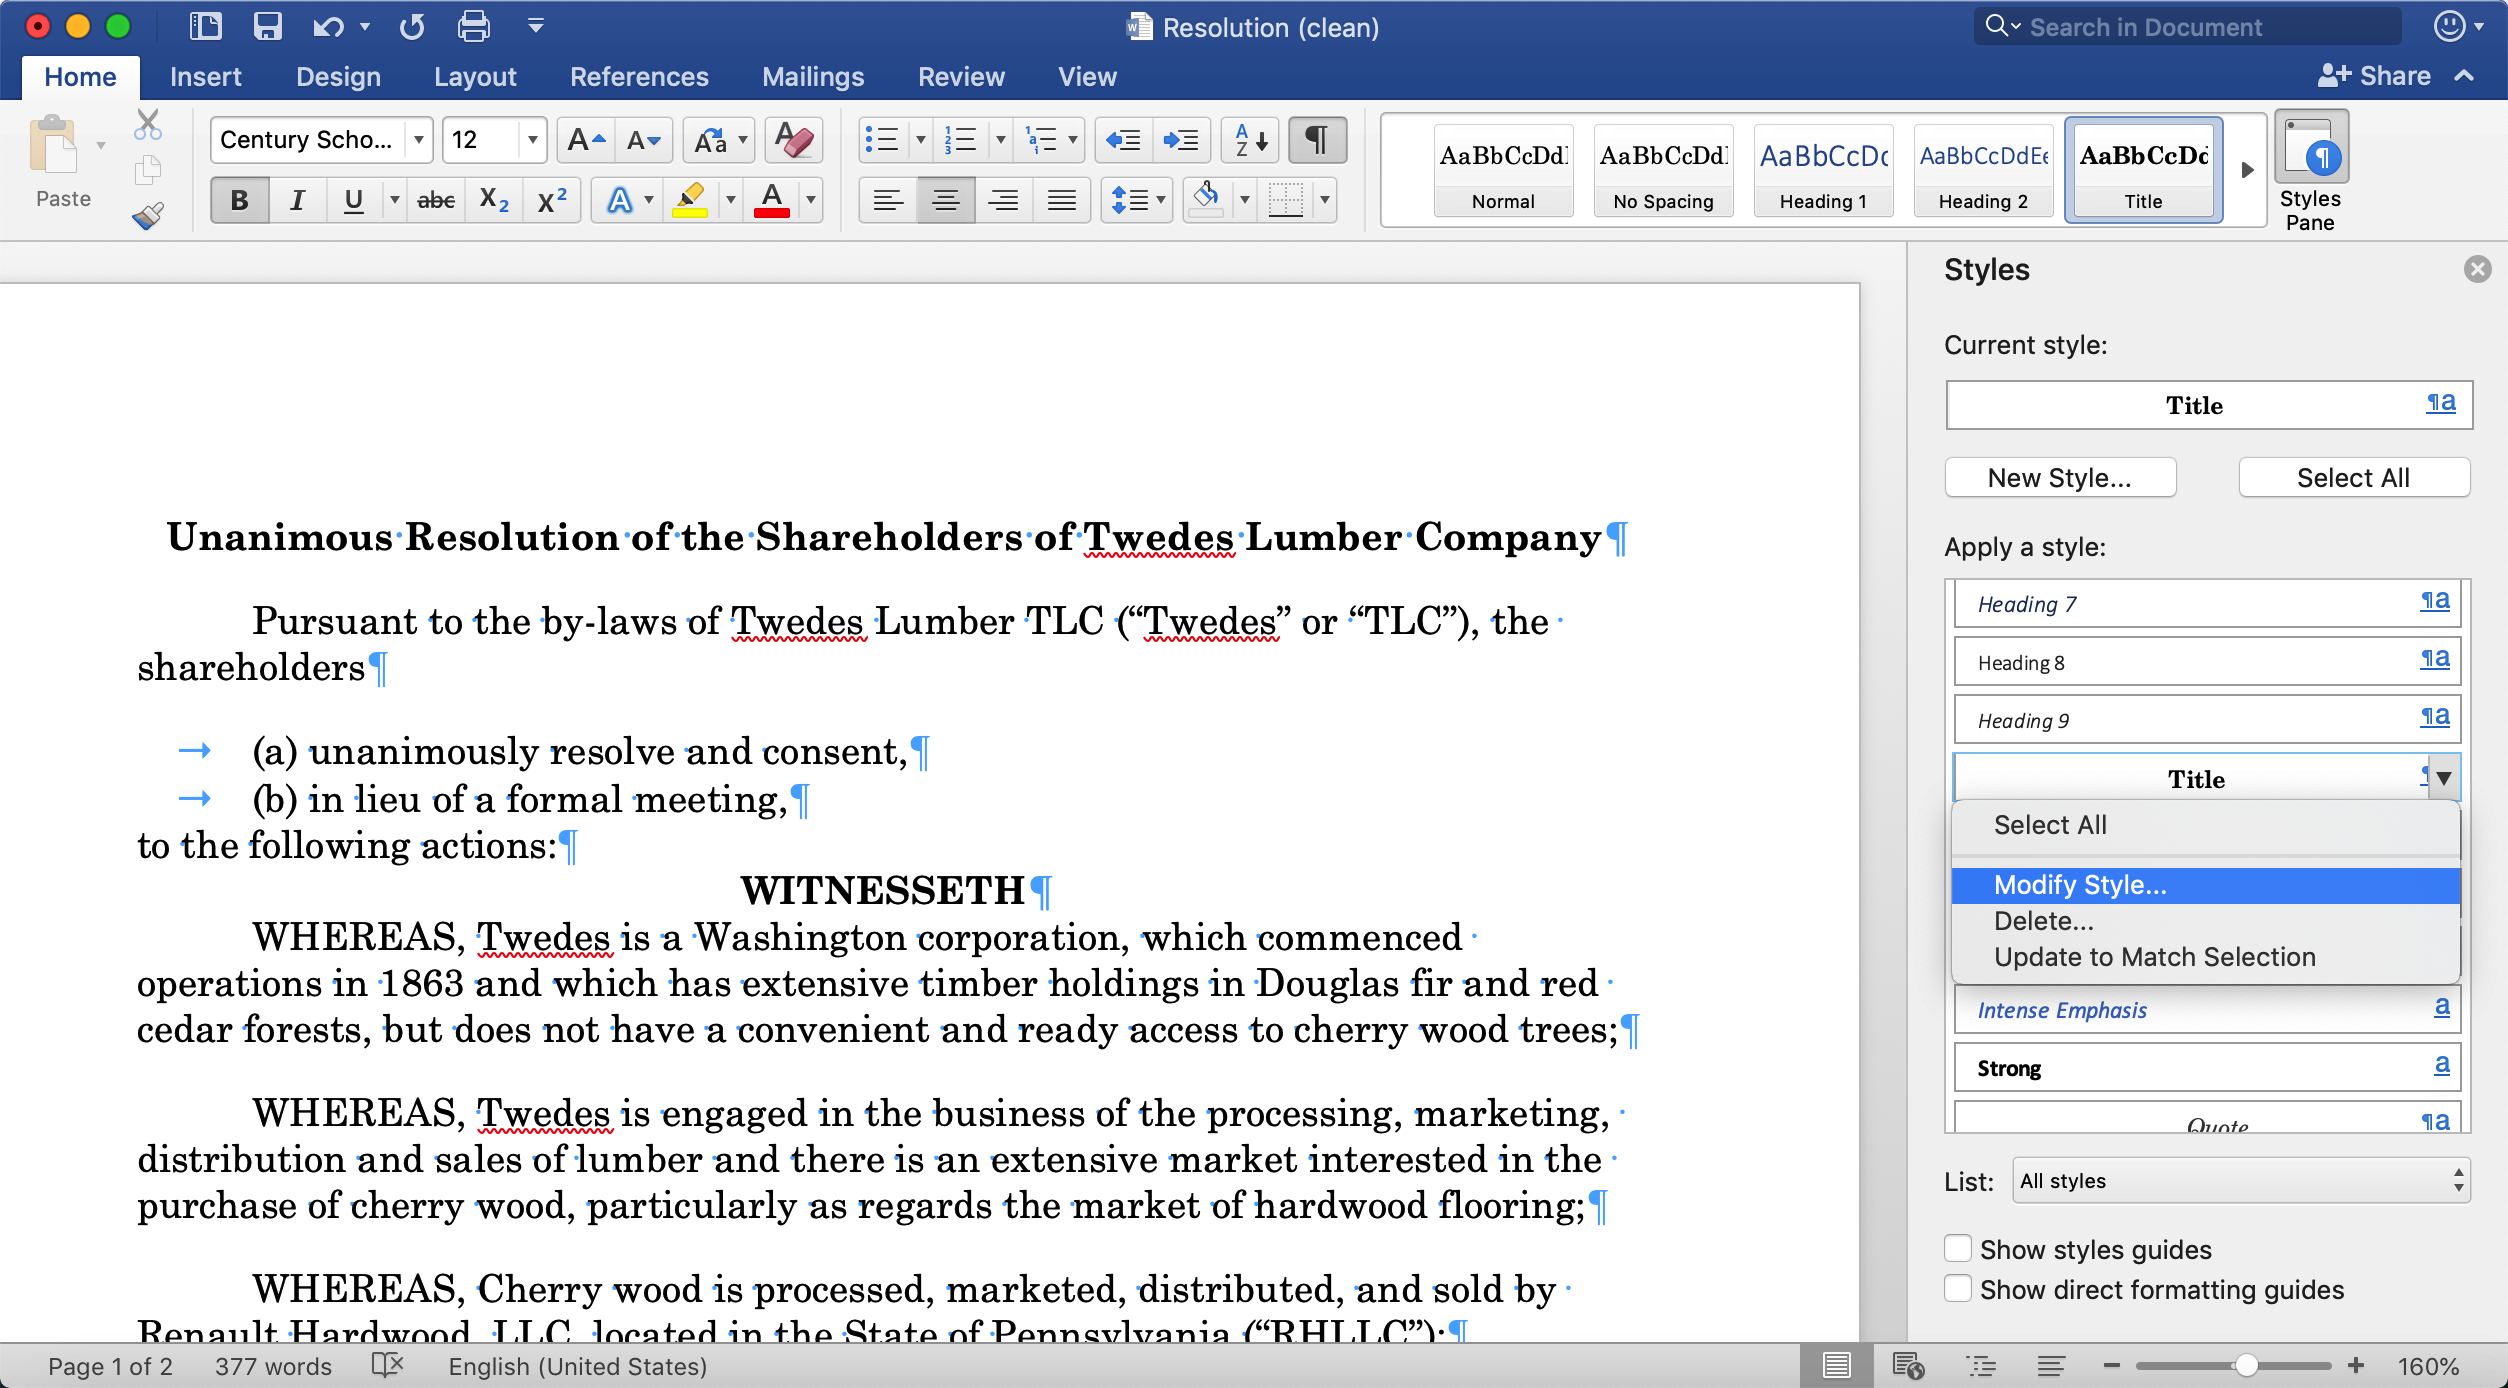 Resolution (clean)
Search in Document
Home Insert Design Layout References Mailings Review View
Share
Paste
Century Scho... 12
B I U abc X2 X2
AaBbCcDd AaBbCcDd AaBbCcDc AaBbCcDdEe AaBbCcDd
Normal No Spacing Heading 1 Heading 2 Title
Styles
Pane
Styles
Current style:
Title ¶a
New Style... Select All
Apply a style:
Heading 7 ¶a
Heading 8 ¶a
Heading 9 ¶a
Title ¶
Select All
Modify Style...
Delete...
Update to Match Selection
Intense Emphasis a
Strong a
Quote ¶a
List: All styles
Show styles guides
Show direct formatting guides
Unanimous Resolution of the Shareholders of Twedes Lumber Company¶
Pursuant to the by-laws of Twedes Lumber TLC (“Twedes” or “TLC”), the
shareholders¶
→ (a) unanimously resolve and consent,¶
→ (b) in lieu of a formal meeting,¶
to the following actions:¶
WITNESSETH¶
WHEREAS, Twedes is a Washington corporation, which commenced
operations in 1863 and which has extensive timber holdings in Douglas fir and red
cedar forests, but does not have a convenient and ready access to cherry wood trees;¶
WHEREAS, Twedes is engaged in the business of the processing, marketing,
distribution and sales of lumber and there is an extensive market interested in the
purchase of cherry wood, particularly as regards the market of hardwood flooring;¶
WHEREAS, Cherry wood is processed, marketed, distributed, and sold by
Renault Hardwood, LLC, located in the State of Pennsylvania (“RHLLC”);¶
Page 1 of 2 377 words English (United States) 160%